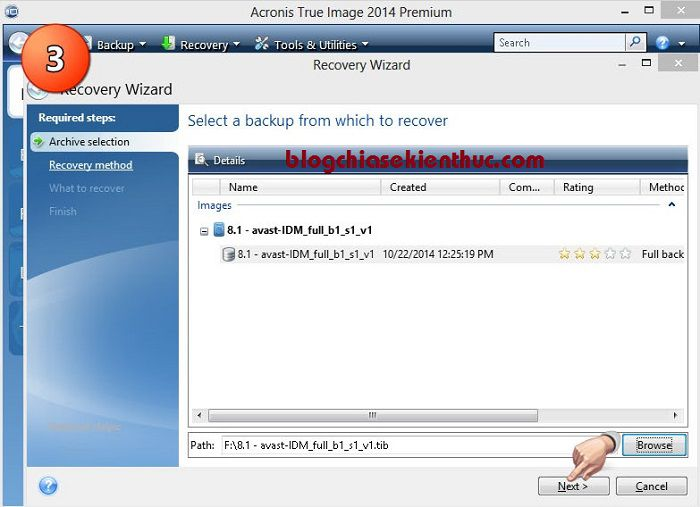 Acronis True Image 2014 Premium
3
Backup Recovery Tools & Utilities Search
Recovery Wizard
Recovery Wizard
Required steps:
Archive selection
Recovery method
What to recover
Finish
Select a backup from which to recover
Details
blogchiasekienthuc.com
Name Created Com... Rating Method
Images
8.1 - avast-IDM_full_b1_s1_v1
8.1 - avast-IDM_full_b1_s1_v1 10/22/2014 12:25:19 PM Full back
Path: F:\8.1 - avast-IDM_full_b1_s1_v1.tib Browse
Next > Cancel